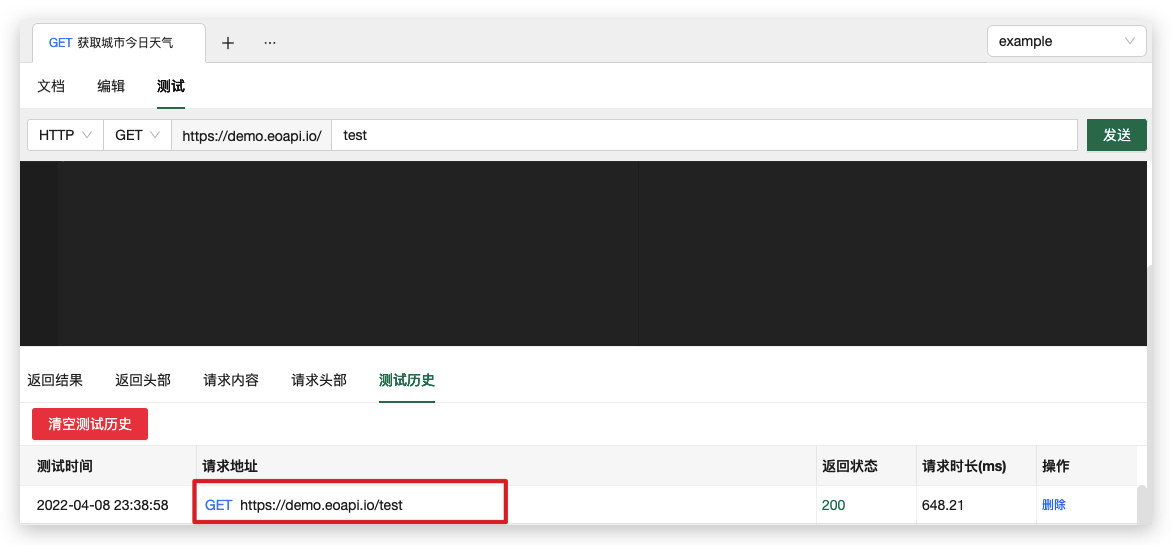 GET 获取城市今日天气 + ··· example
文档 编辑 测试
HTTP GET https://demo.eoapi.io/ test 发送
返回结果 返回头部 请求内容 请求头部 测试历史
清空测试历史
测试时间 请求地址 返回状态 请求时长(ms) 操作
2022-04-08 23:38:58 GET https://demo.eoapi.io/test 200 648.21 删除